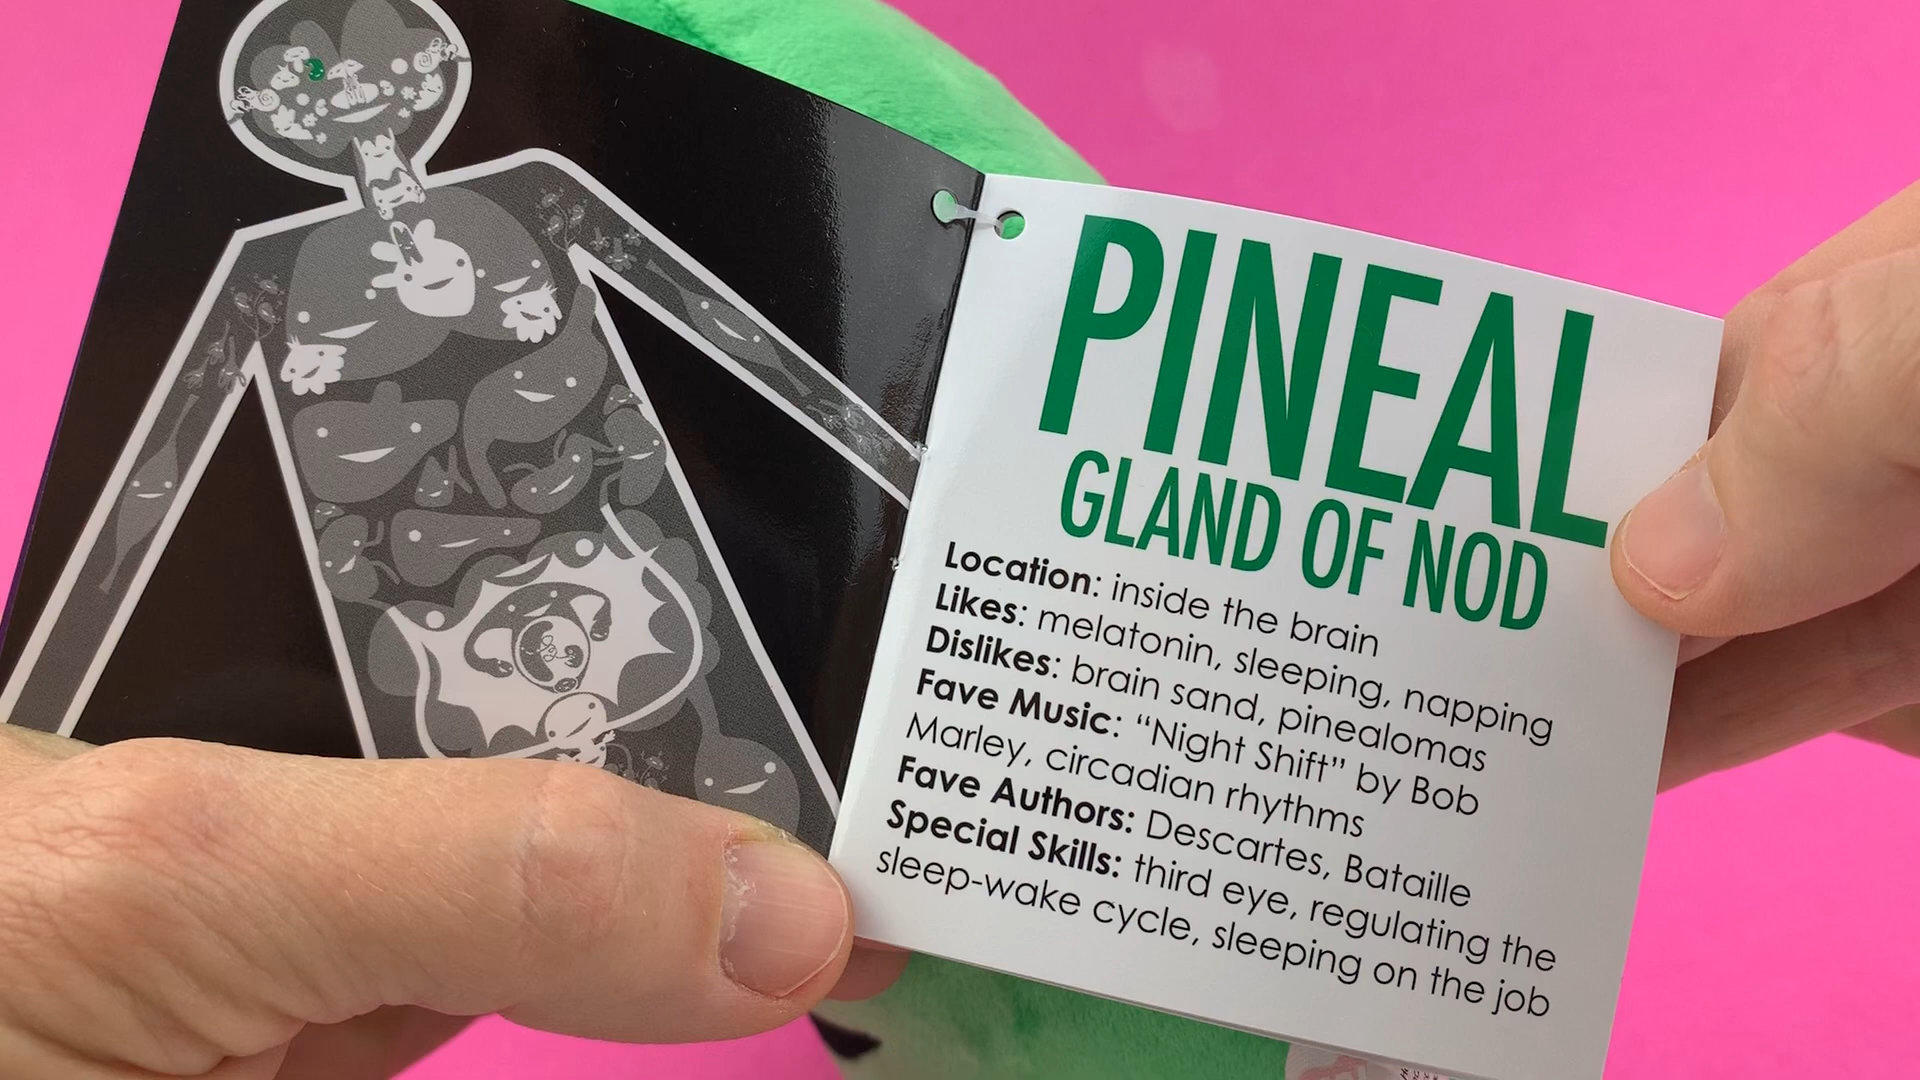 PINEAL
GLAND OF NOD
Location: inside the brain
Likes: melatonin, sleeping, napping
Dislikes: brain sand, pinealomas
Fave Music: “Night Shift” by Bob
Marley, circadian rhythms
Fave Authors: Descartes, Bataille
Special Skills: third eye, regulating the
sleep-wake cycle, sleeping on the job